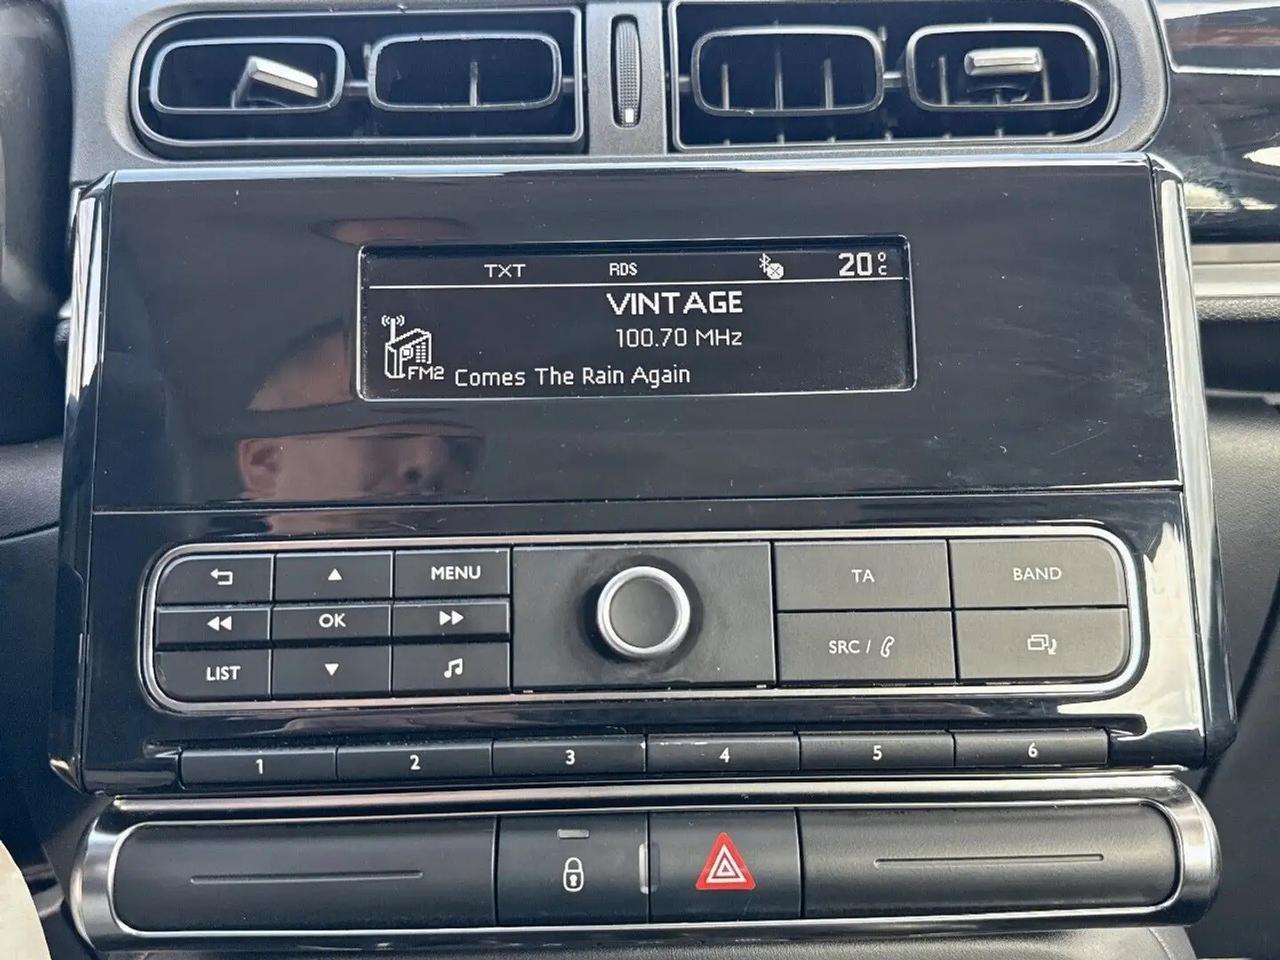 TXT RDS 20°C
VINTAGE
100.70 MHz
FM2 Comes The Rain Again
MENU
OK
LIST
TA
BAND
SRC /
1 2 3 4 5 6